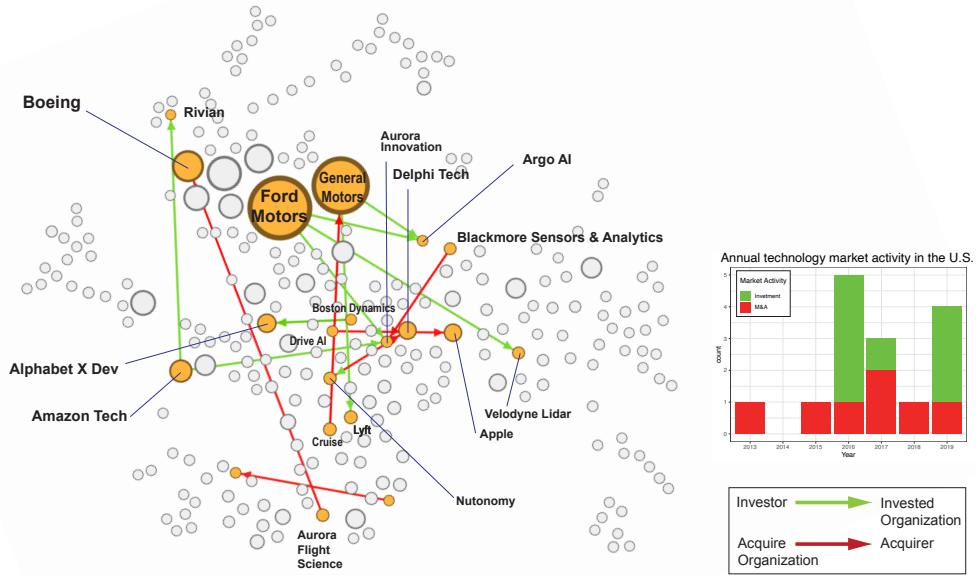 Boeing
Rivian
Aurora
Innovation
Delphi Tech
Argo AI
General
Motors
Ford
Motors
Blackmore Sensors & Analytics
Boston Dynamics
Drive AI
Alphabet X Dev
Amazon Tech
Velodyne Lidar
Apple
Lyft
Cruise
Nutonomy
Aurora
Flight
Science
Annual technology market activity in the U.S.
Market Activity
Invetment
M&A
count
5
4
3
2
1
0
2013 2014 2015 2016 2017 2018 2019
Year
Investor Invested
Organization
Acquire Acquirer
Organization